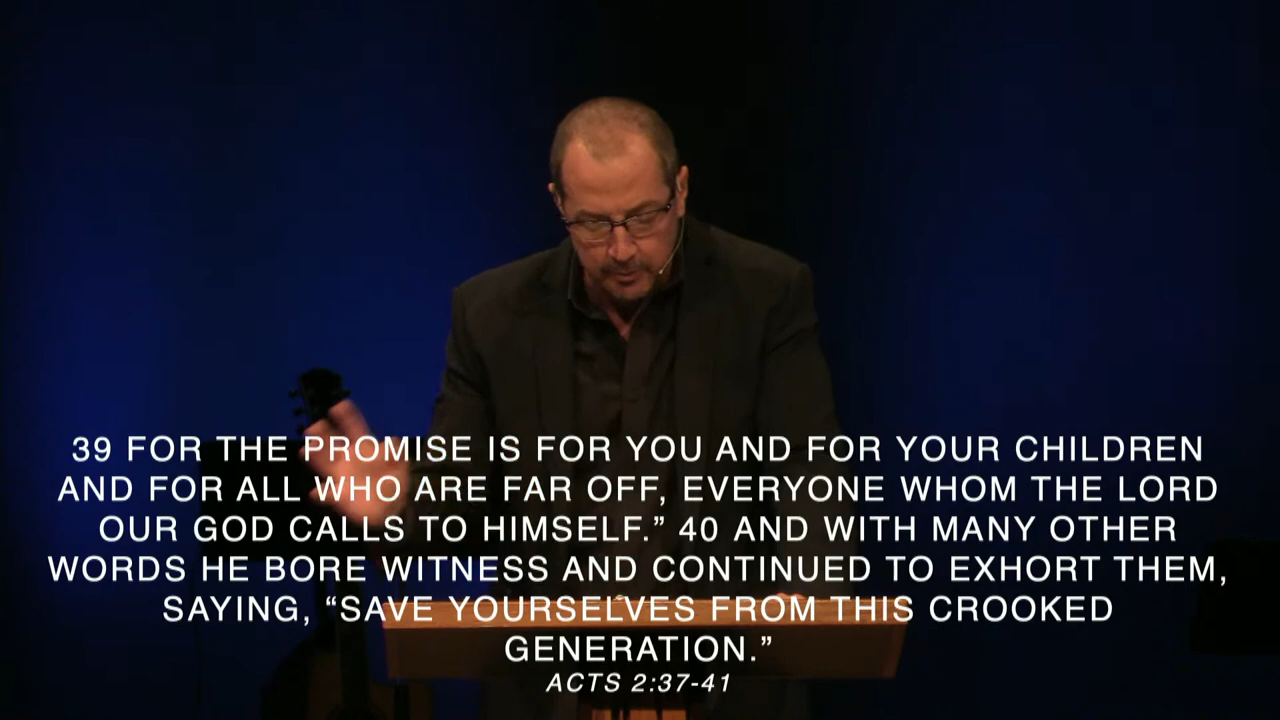 39 FOR THE PROMISE IS FOR YOU AND FOR YOUR CHILDREN
AND FOR ALL WHO ARE FAR OFF, EVERYONE WHOM THE LORD
OUR GOD CALLS TO HIMSELF.” 40 AND WITH MANY OTHER
WORDS HE BORE WITNESS AND CONTINUED TO EXHORT THEM,
SAYING, “SAVE YOURSELVES FROM THIS CROOKED
GENERATION.”
ACTS 2:37-41